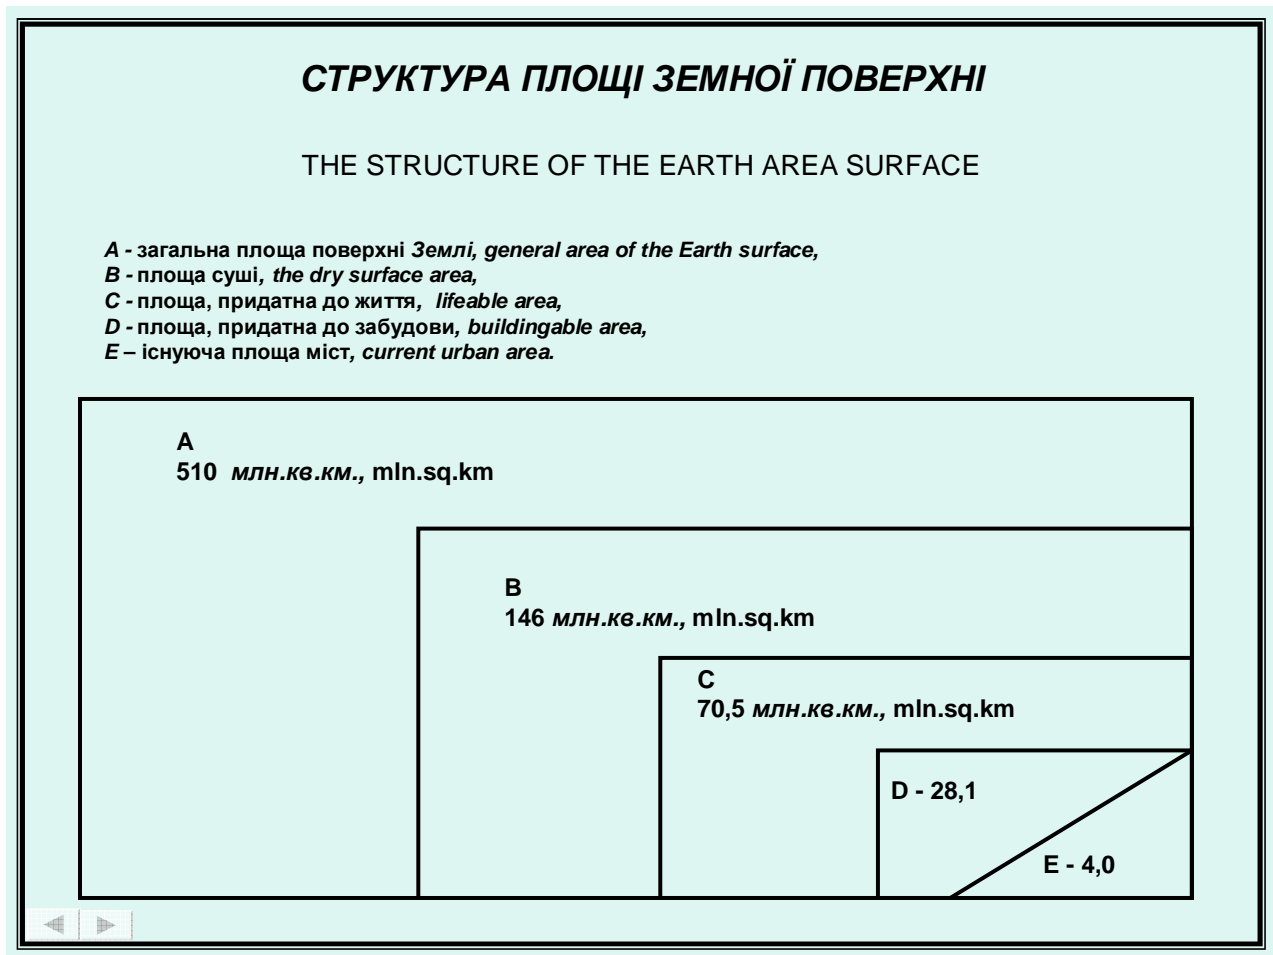 СТРУКТУРА ПЛОЩІ ЗЕМНОЇ ПОВЕРХНІ
THE STRUCTURE OF THE EARTH AREA SURFACE
A - загальна площа поверхні Землі, general area of the Earth surface,
B - площа суші, the dry surface area,
C - площа, придатна до життя, lifeable area,
D - площа, придатна до забудови, buildingable area,
E – існуюча площа міст, current urban area.
A
510 млн.кв.км., mln.sq.km
B
146 млн.кв.км., mln.sq.km
C
70,5 млн.кв.км., mln.sq.km
D - 28,1
E - 4,0